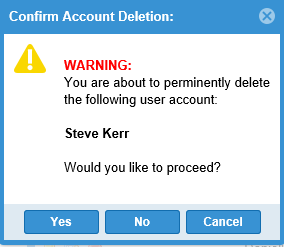 Confirm Account Deletion:
WARNING:
You are about to perminently delete
the following user account:
Steve Kerr
Would you like to proceed?
Yes No Cancel